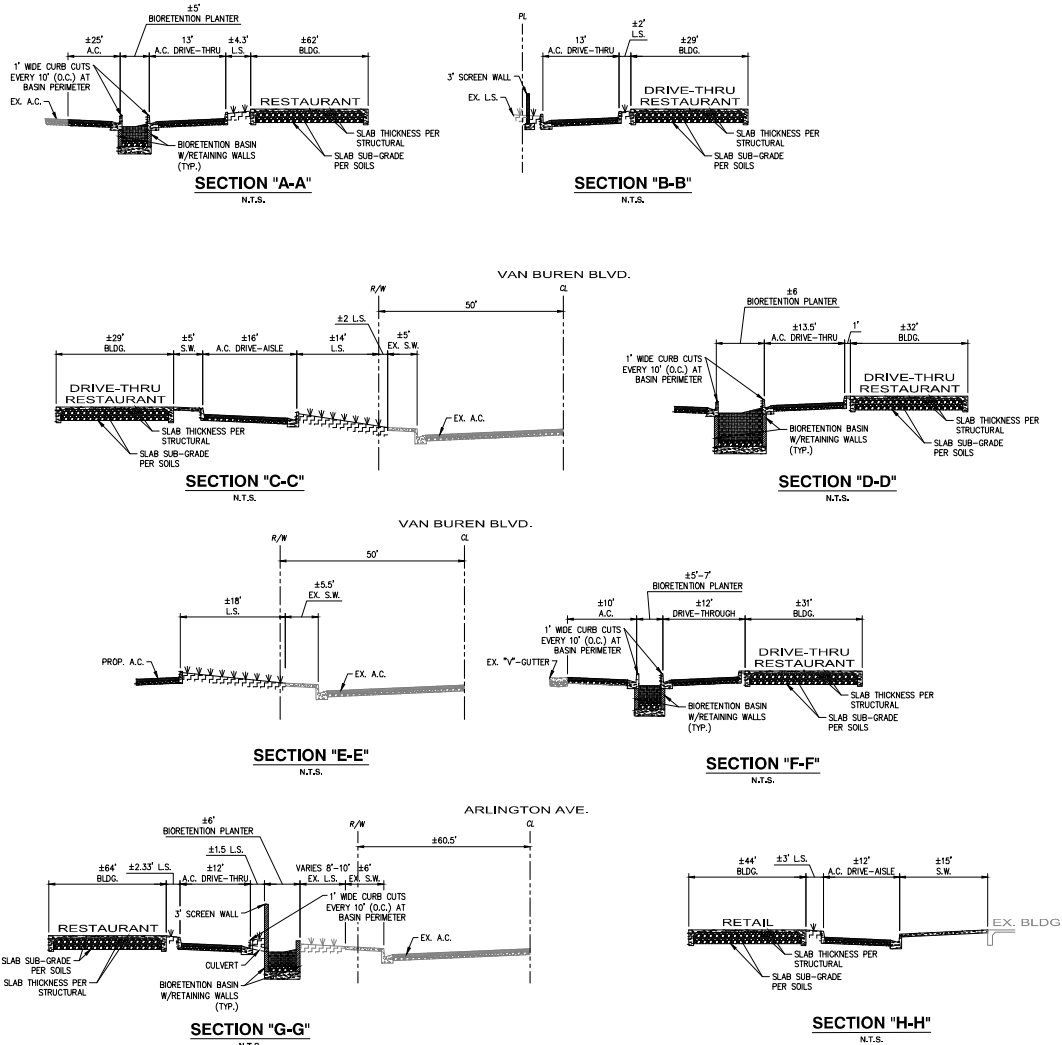 ±5'
BIORETENTION PLANTER
±25'
A.C.
13'
A.C. DRIVE-THRU
±4.3'
L.S.
±62'
BLDG.
1' WIDE CURB CUTS
EVERY 10' (O.C.) AT
BASIN PERIMETER
EX. A.C.
RESTAURANT
SLAB THICKNESS PER
STRUCTURAL
BIORETENTION BASIN
W/RETAINING WALLS
(TYP.)
SLAB SUB-GRADE
PER SOILS
SECTION "A-A"
N.T.S.
PL
±2'
L.S.
13'
A.C. DRIVE-THRU
±29'
BLDG.
3' SCREEN WALL
EX. L.S.
DRIVE-THRU
RESTAURANT
SLAB THICKNESS PER
STRUCTURAL
SLAB SUB-GRADE
PER SOILS
SECTION "B-B"
N.T.S.
VAN BUREN BLVD.
R/W
CL
50'
±2 L.S.
±29'
BLDG.
±5'
S.W.
±16'
A.C. DRIVE-AISLE
±14'
L.S.
±5'
EX. S.W.
DRIVE-THRU
RESTAURANT
EX. A.C.
SLAB THICKNESS PER
STRUCTURAL
SLAB SUB-GRADE
PER SOILS
SECTION "C-C"
N.T.S.
±6
BIORETENTION PLANTER
±13.5'
A.C. DRIVE-THRU
1'
±32'
BLDG.
1' WIDE CURB CUTS
EVERY 10' (O.C.) AT
BASIN PERIMETER
DRIVE-THRU
RESTAURANT
BIORETENTION BASIN
W/RETAINING WALLS
(TYP.)
SLAB THICKNESS PER
STRUCTURAL
SLAB SUB-GRADE
PER SOILS
SECTION "D-D"
N.T.S.
VAN BUREN BLVD.
R/W
CL
50'
±5.5'
EX. S.W.
±18'
L.S.
PROP. A.C.
EX. A.C.
SECTION "E-E"
N.T.S.
±5'-7'
BIORETENTION PLANTER
±10'
A.C.
±12'
DRIVE-THROUGH
±31'
BLDG.
1' WIDE CURB CUTS
EVERY 10' (O.C.) AT
BASIN PERIMETER
EX. "V"-GUTTER
DRIVE-THRU
RESTAURANT
SLAB THICKNESS PER
STRUCTURAL
BIORETENTION BASIN
W/RETAINING WALLS
(TYP.)
SLAB SUB-GRADE
PER SOILS
SECTION "F-F"
N.T.S.
ARLINGTON AVE.
R/W
CL
±60.5'
±6'
BIORETENTION PLANTER
±1.5 L.S.
±64'
BLDG.
±2.33' L.S.
±12'
A.C. DRIVE-THRU
VARIES 8'-10'
EX. L.S.
±6'
EX. S.W.
1' WIDE CURB CUTS
EVERY 10' (O.C.) AT
BASIN PERIMETER
3' SCREEN WALL
RESTAURANT
EX. A.C.
SLAB SUB-GRADE
PER SOILS
SLAB THICKNESS PER
STRUCTURAL
CULVERT
BIORETENTION BASIN
W/RETAINING WALLS
(TYP.)
SECTION "G-G"
N.T.S.
±44'
BLDG.
±3' L.S.
±12'
A.C. DRIVE-AISLE
±15'
S.W.
RETAIL
EX. BLDG
SLAB THICKNESS PER
STRUCTURAL
SLAB SUB-GRADE
PER SOILS
SECTION "H-H"
N.T.S.